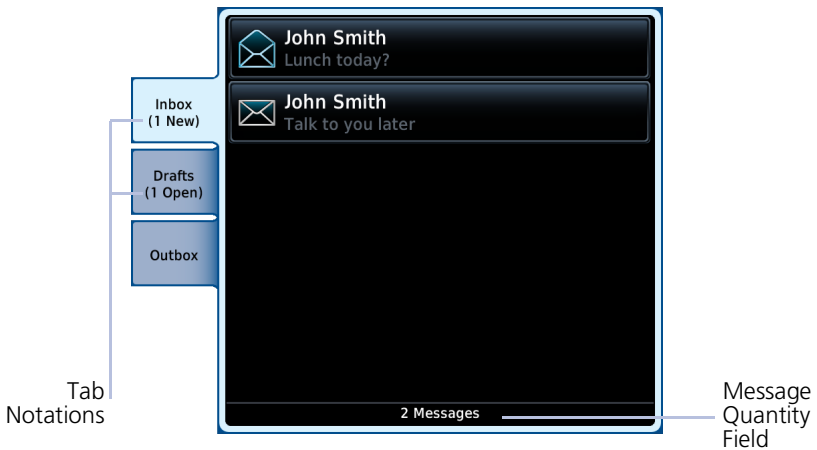 John Smith
Lunch today?
John Smith
Talk to you later
Inbox
(1 New)
Drafts
(1 Open)
Outbox
2 Messages
Tab
Notations
Message
Quantity
Field